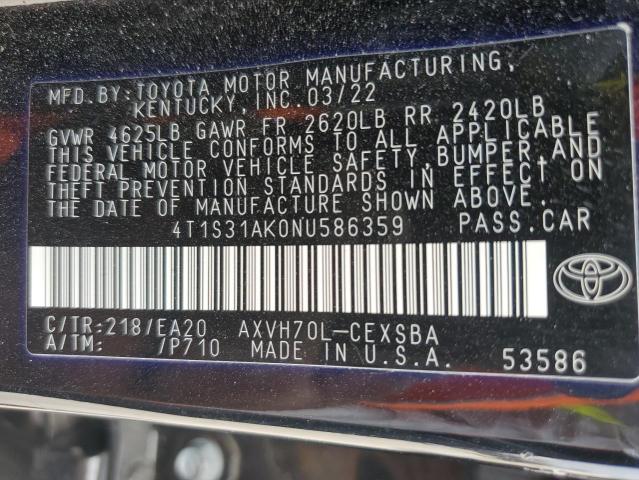 MFD. BY: TOYOTA MOTOR MANUFACTURING,
KENTUCKY, INC. 03/22
GVWR 4625LB GAWR FR 2620LB RR 2420LB
THIS VEHICLE CONFORMS TO ALL APPLICABLE
FEDERAL MOTOR VEHICLE SAFETY, BUMPER, AND
THEFT PREVENTION STANDARDS IN EFFECT ON
THE DATE OF MANUFACTURE SHOWN ABOVE.
4T1S31AK0NU586359 PASS.CAR
C/TR:218/EA20 AXVH70L-CEXSBA
A/TM: /P710 MADE IN U.S.A. 53586